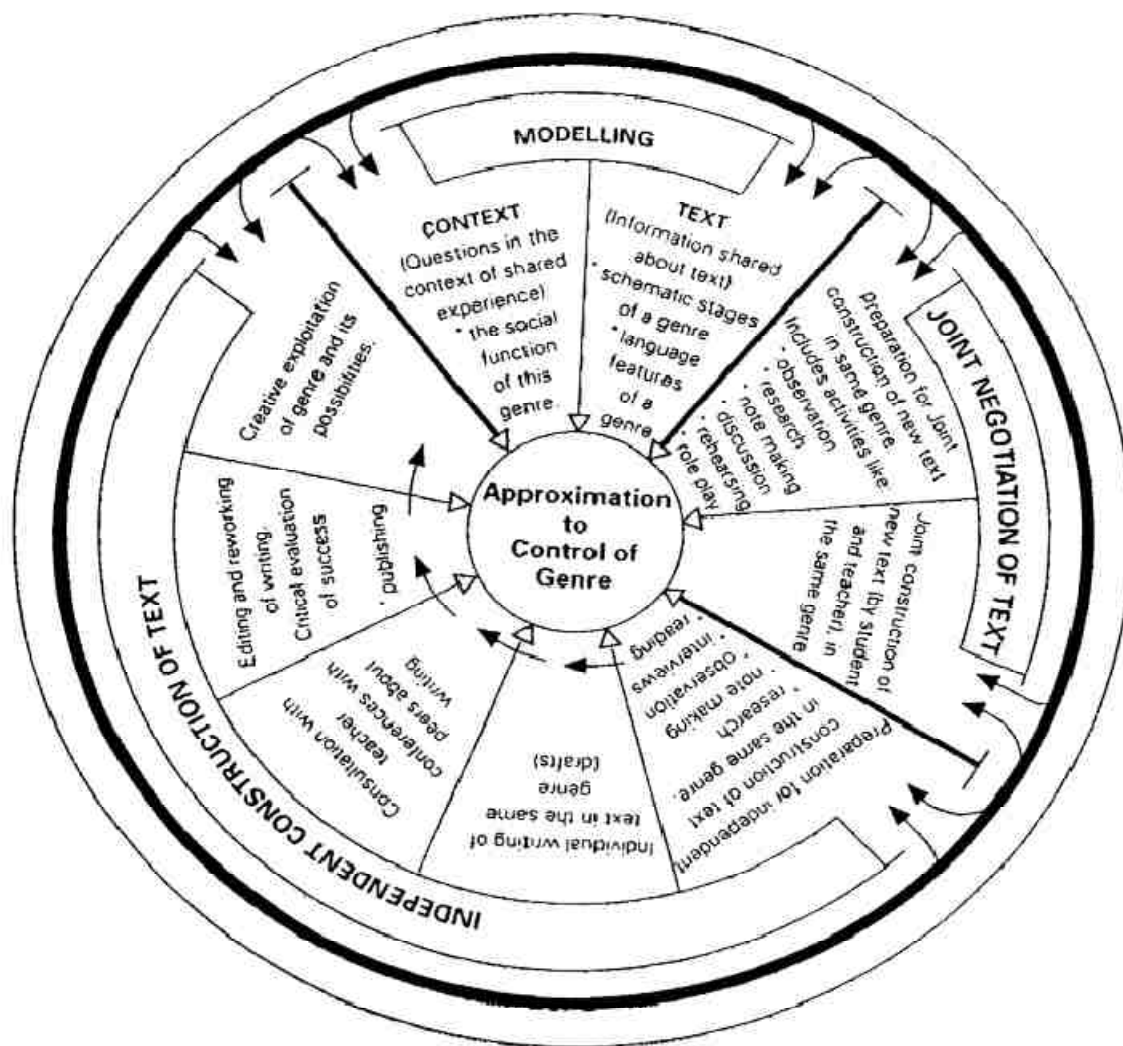 MODELLING
CONTEXT
(Questions in the
context of shared
experience)
• the social
function
of this
genre.
TEXT
(Information shared
about text)
• schematic stages
of a genre
• language
features
of a
genre
JOINT NEGOTIATION OF TEXT
preparation for Joint
construction of new text
in same genre
Includes activities like:
• observation
• research
• note making
• discussion
• rehearsing
• role play
Joint construction of
new text (by student
and teacher), in
the same genre
INDEPENDENT CONSTRUCTION OF TEXT
Preparation for independent
construction of text
in the same genre.
• research
• note making
• observation
• interviews
• reading
Individual writing of
text in the same
genre
(drafts)
Consultation with
teacher
conferences with
peers about
writing
Editing and reworking
of writing.
Critical evaluation
of success
• publishing
Creative exploitation
of genre and its
possibilities.
Approximation
to
Control of
Genre